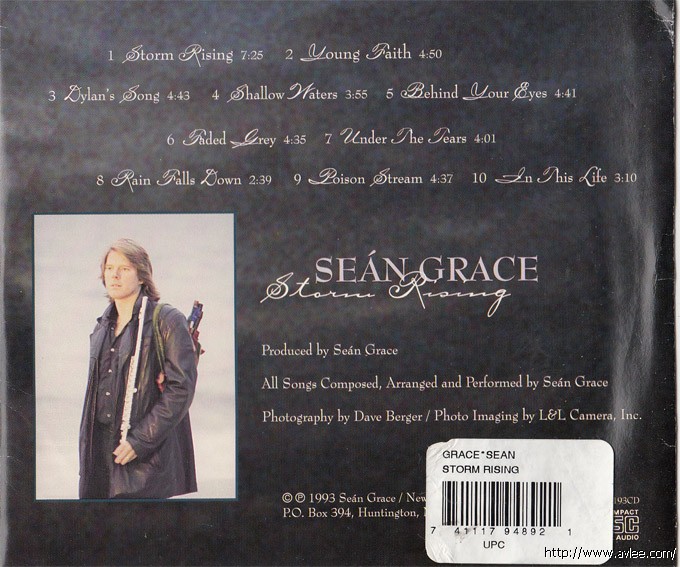 1 Storm Rising 7:25 2 Young Faith 4:50
3 Dylan's Song 4:43 4 Shallow Waters 3:55 5 Behind Your Eyes 4:41
6 Faded Grey 4:35 7 Under The Tears 4:01
8 Rain Falls Down 2:39 9 Poison Stream 4:37 10 In This Life 3:10
SEÁN GRACE
Storm Rising
Produced by Seán Grace
All Songs Composed, Arranged and Performed by Seán Grace
Photography by Dave Berger / Photo Imaging by L&L Camera, Inc.
© ℗ 1993 Seán Grace / New
P.O. Box 394, Huntington,
193CD
AUDIO
GRACE*SEAN
STORM RISING
7 41117 94892 1
UPC
http://www.avlee.com/